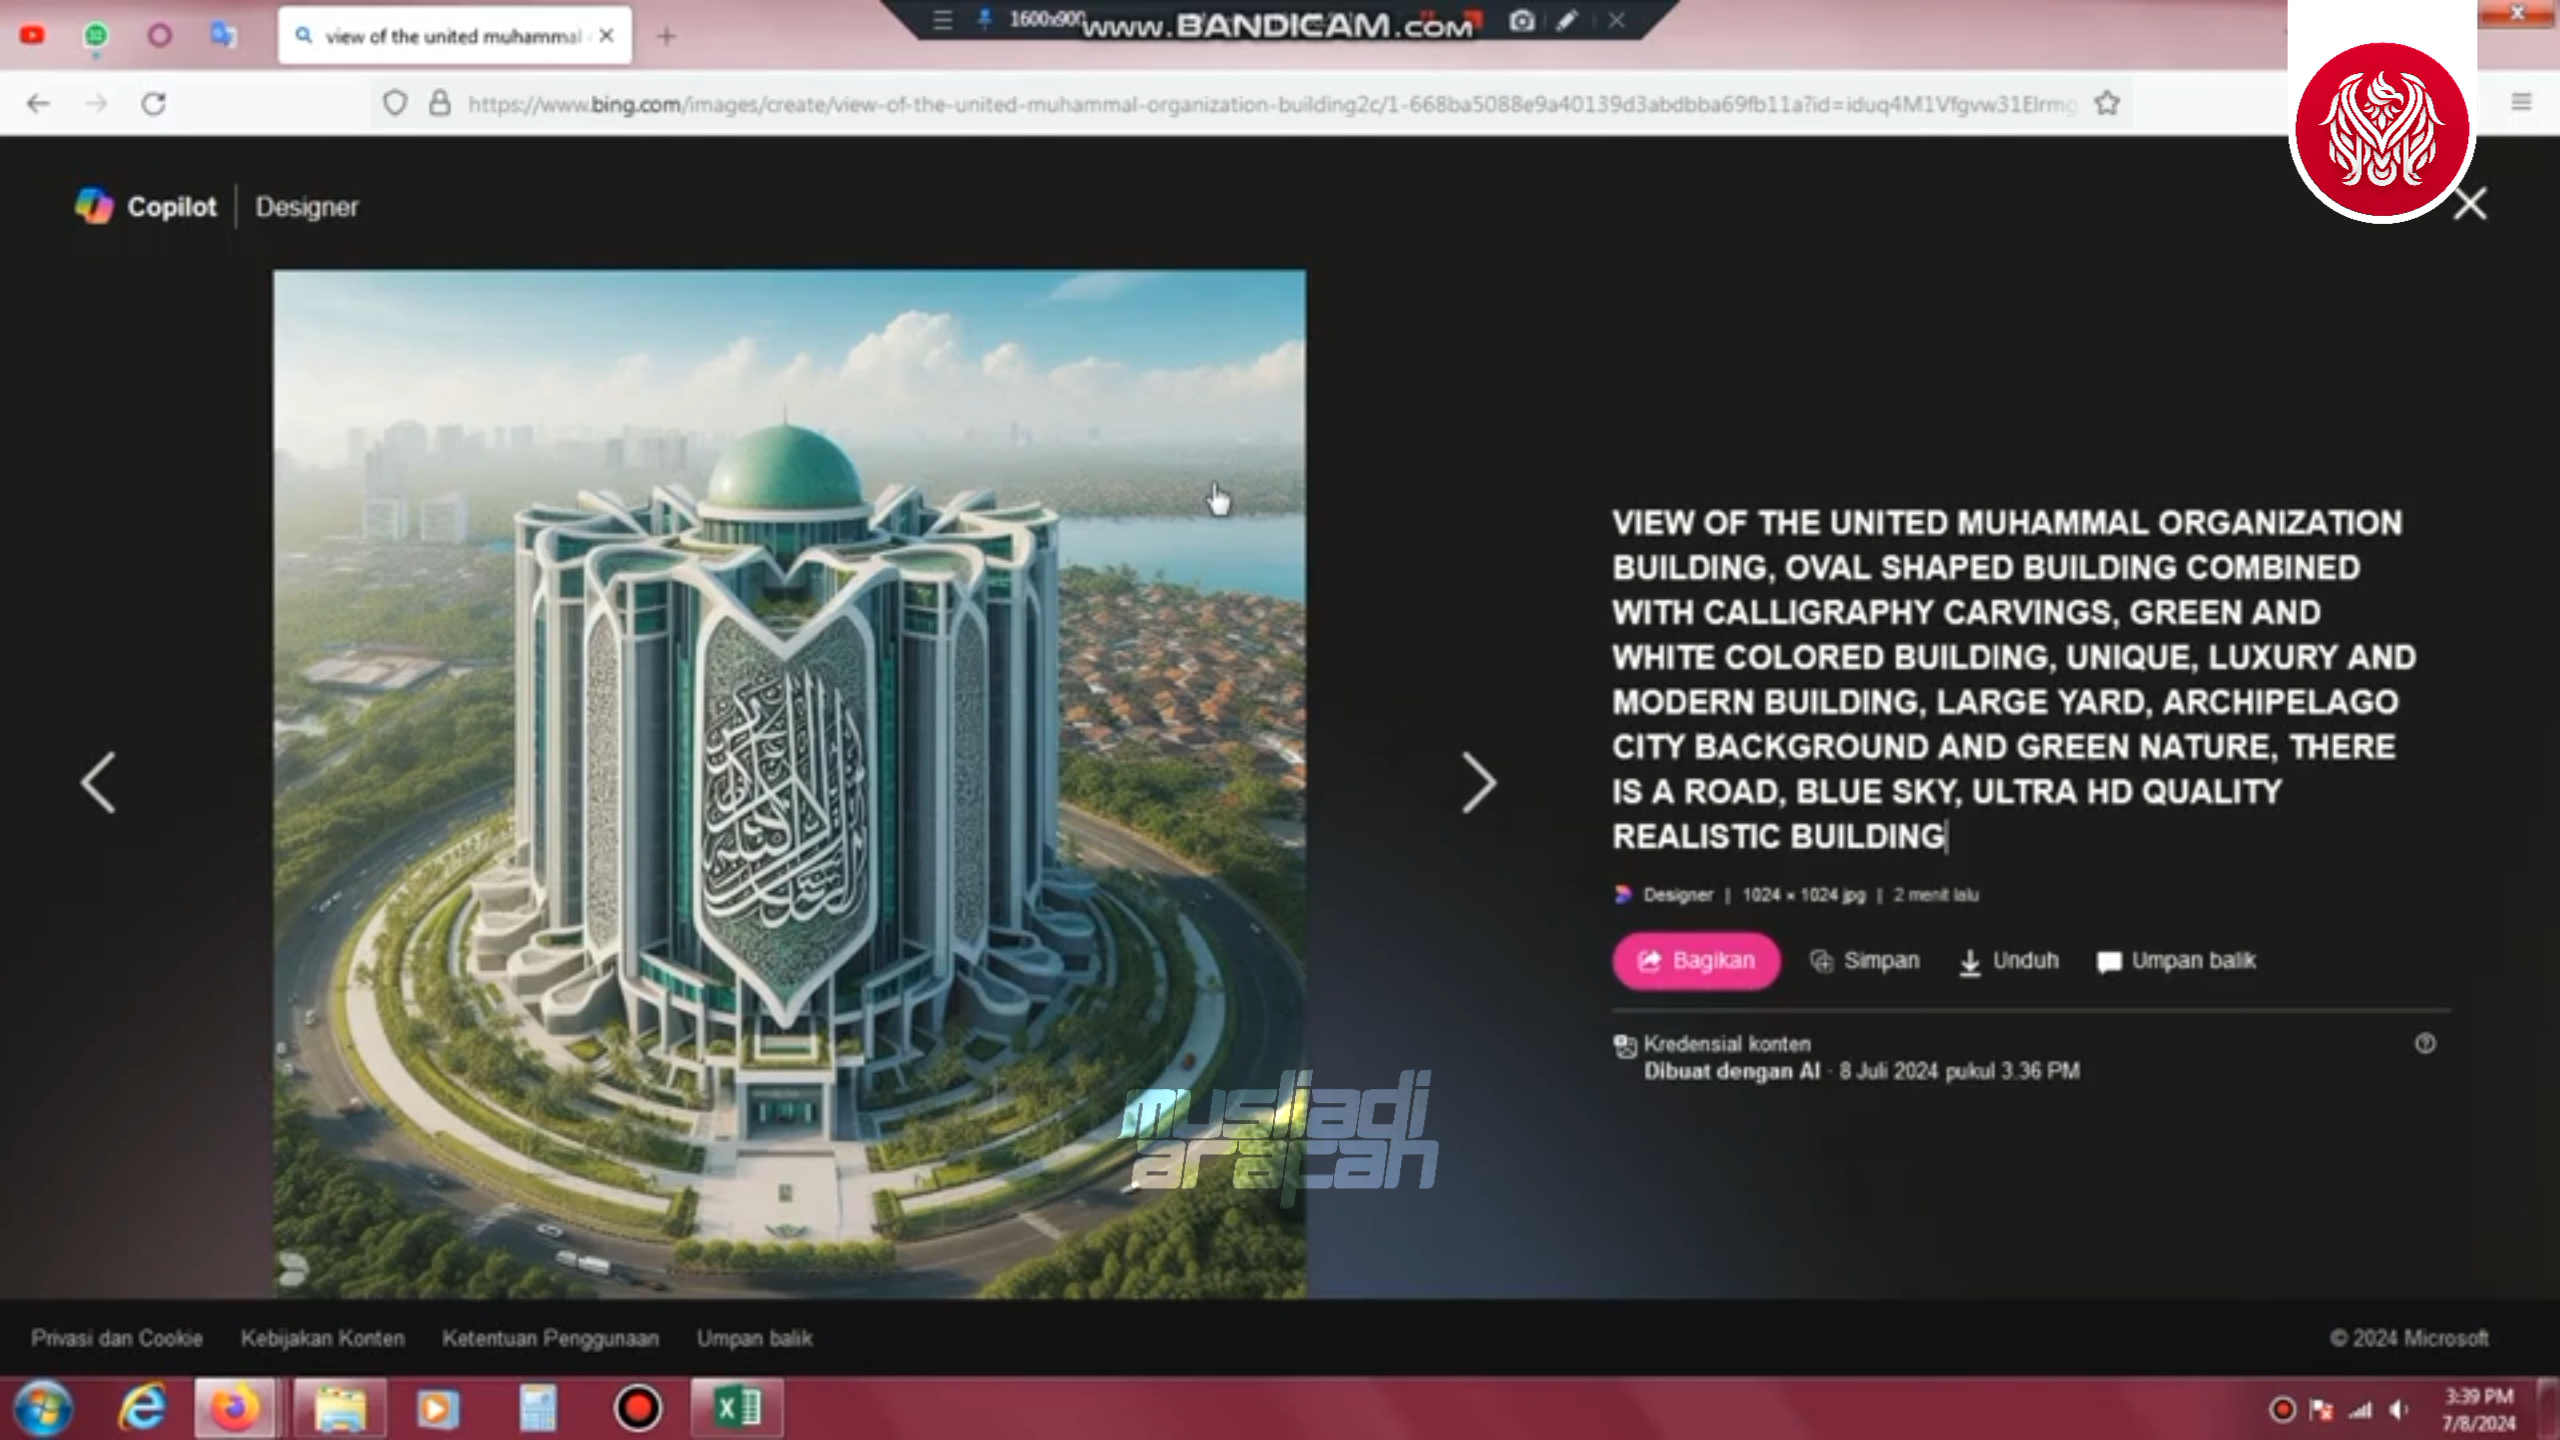 view of the united muhammal
1600x900
www.BANDICAM.com
https://www.bing.com/images/create/view-of-the-united-muhammal-organization-building2c/1-668ba5088e9a40139d3abdbba69fb11a?id=iduq4M1Vfgvw31Elrmg
Copilot
Designer
VIEW OF THE UNITED MUHAMMAL ORGANIZATION
BUILDING, OVAL SHAPED BUILDING COMBINED
WITH CALLIGRAPHY CARVINGS, GREEN AND
WHITE COLORED BUILDING, UNIQUE, LUXURY AND
MODERN BUILDING, LARGE YARD, ARCHIPELAGO
CITY BACKGROUND AND GREEN NATURE, THERE
IS A ROAD, BLUE SKY, ULTRA HD QUALITY
REALISTIC BUILDING
Designer | 1024 × 1024 jpg | 2 menit lalu
Bagikan Simpan Unduh Umpan balik
Kredensial konten
Dibuat dengan AI · 8 Juli 2024 pukul 3.36 PM
musliadi
arapah
Privasi dan Cookie Kebijakan Konten Ketentuan Penggunaan Umpan balik
© 2024 Microsoft
3:39 PM
7/8/2024